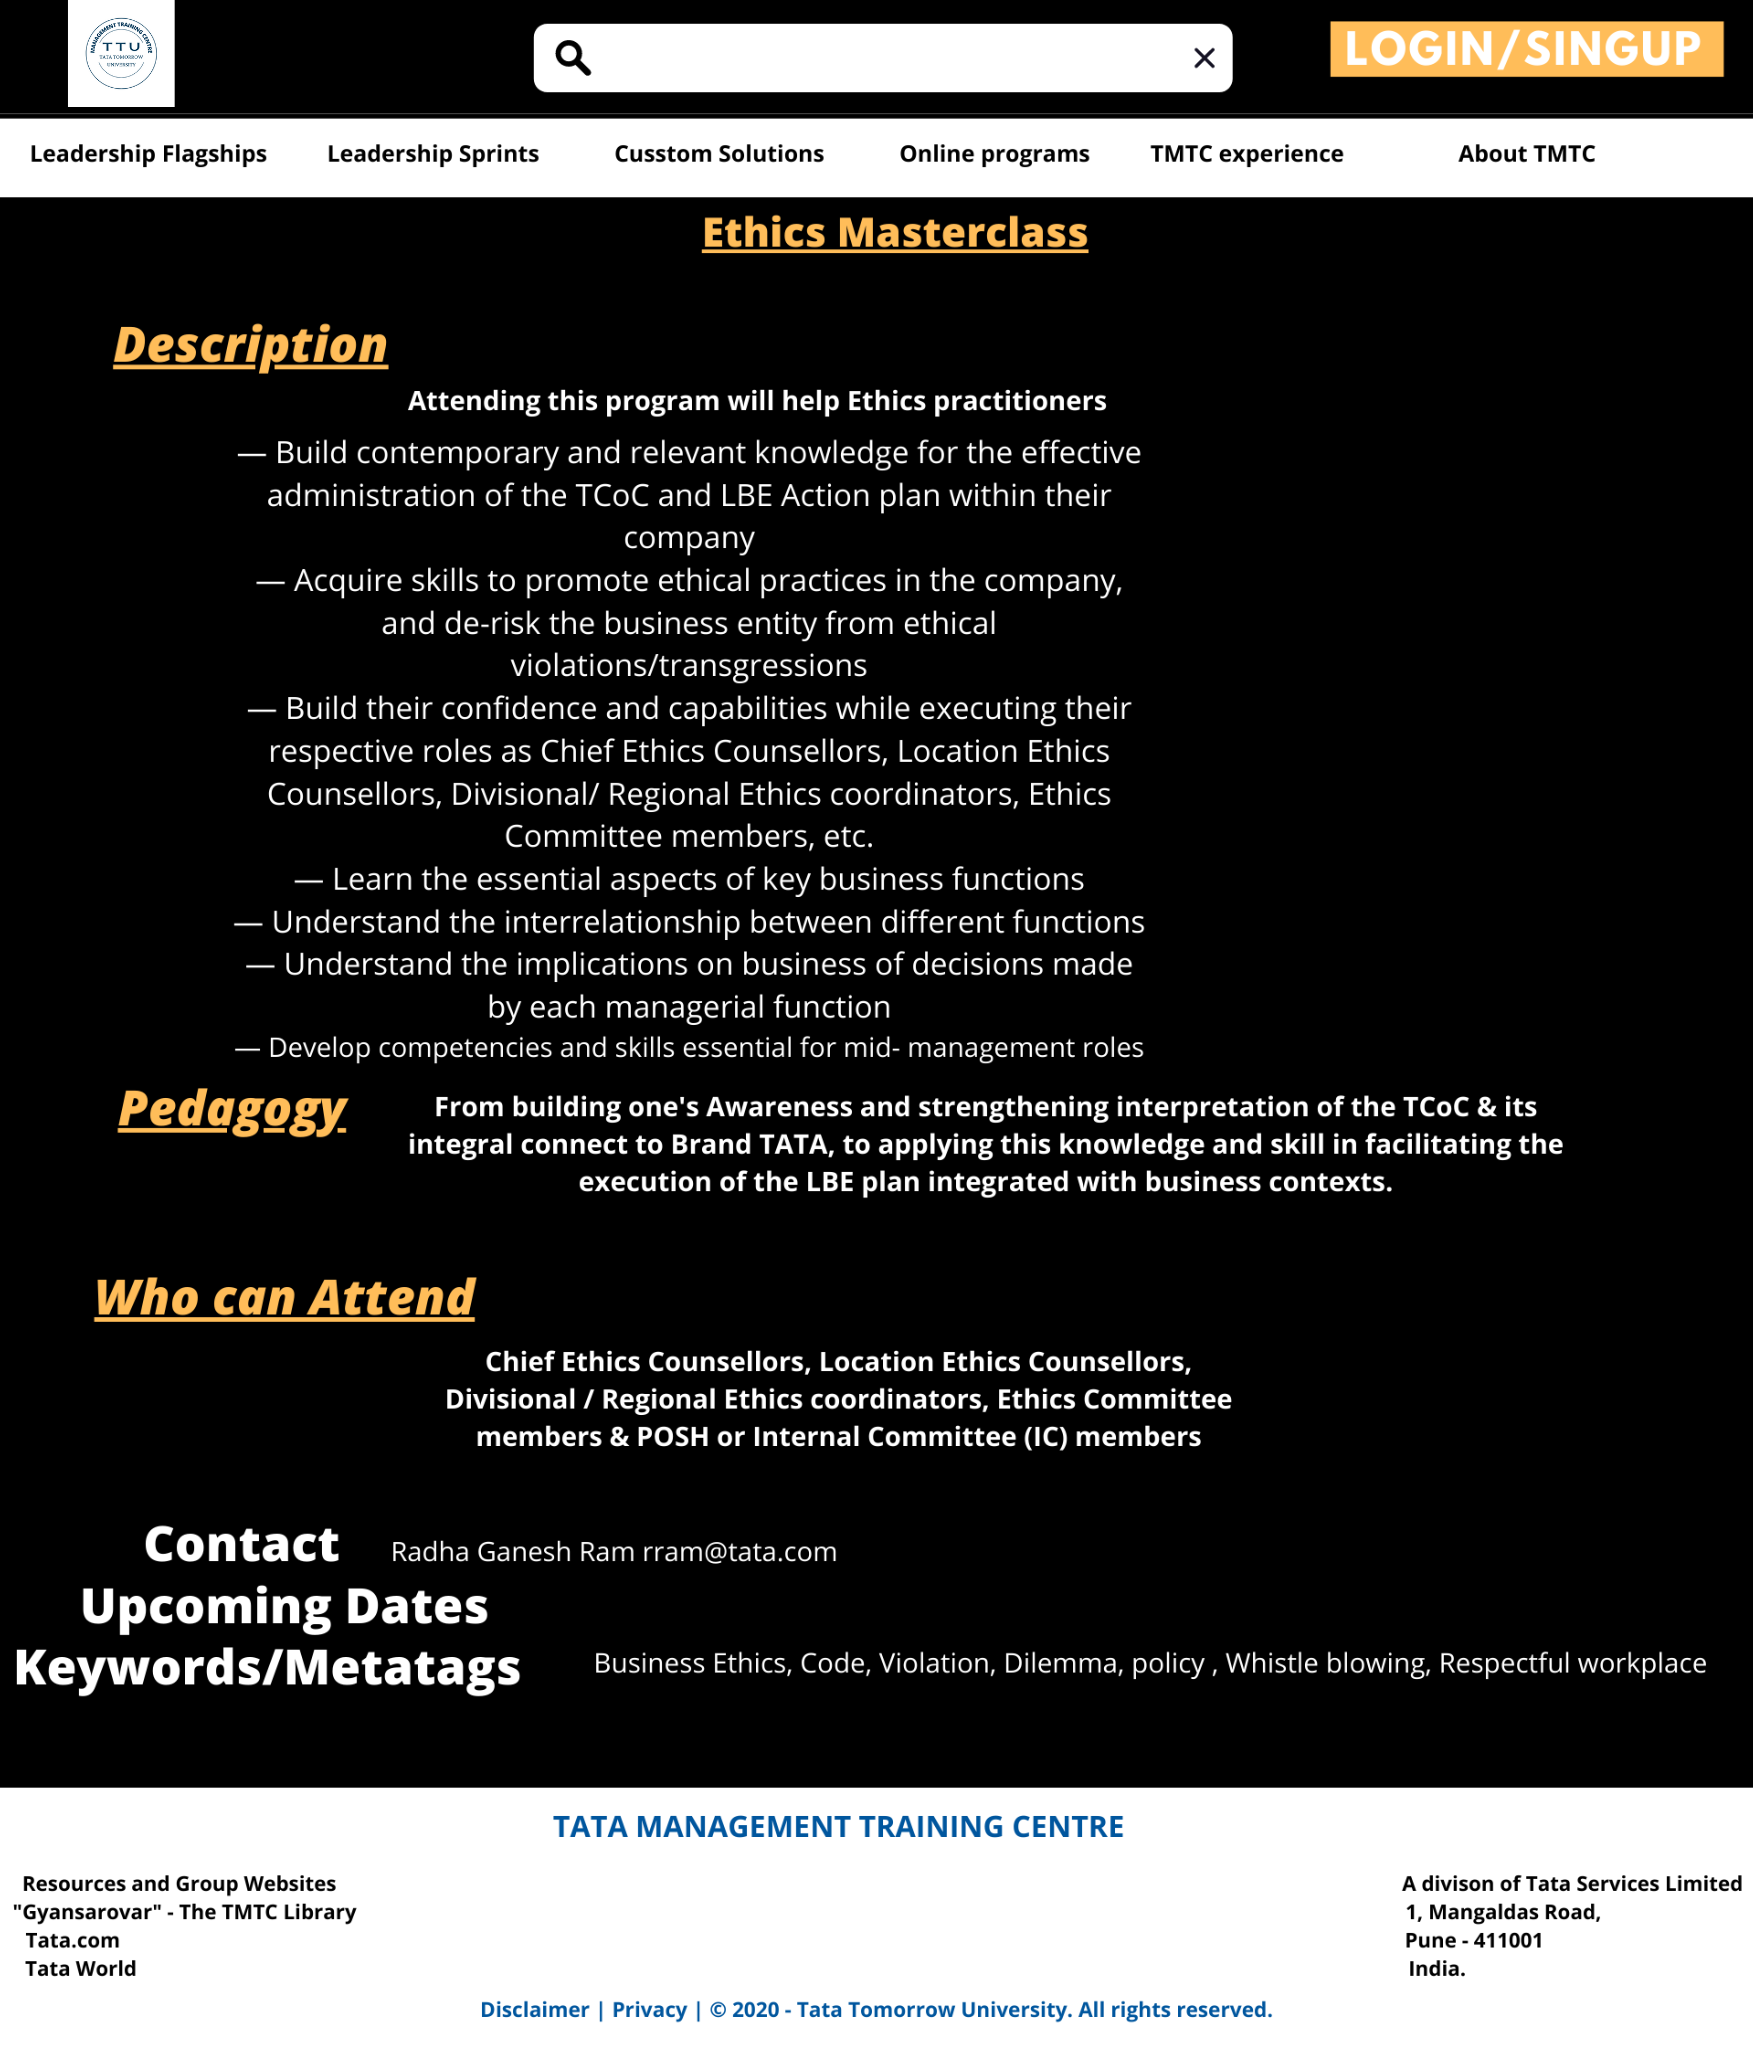 MANAGEMENT TRAINING CENTRE
TTU
TATA TOMORROW
UNIVERSITY
LOGIN/SINGUP
Leadership Flagships
Leadership Sprints
Cusstom Solutions
Online programs
TMTC experience
About TMTC
Ethics Masterclass
Description
Attending this program will help Ethics practitioners
— Build contemporary and relevant knowledge for the effective
administration of the TCoC and LBE Action plan within their
company
— Acquire skills to promote ethical practices in the company,
and de-risk the business entity from ethical
violations/transgressions
— Build their confidence and capabilities while executing their
respective roles as Chief Ethics Counsellors, Location Ethics
Counsellors, Divisional/ Regional Ethics coordinators, Ethics
Committee members, etc.
— Learn the essential aspects of key business functions
— Understand the interrelationship between different functions
— Understand the implications on business of decisions made
by each managerial function
— Develop competencies and skills essential for mid- management roles
Pedagogy
From building one's Awareness and strengthening interpretation of the TCoC & its
integral connect to Brand TATA, to applying this knowledge and skill in facilitating the
execution of the LBE plan integrated with business contexts.
Who can Attend
Chief Ethics Counsellors, Location Ethics Counsellors,
Divisional / Regional Ethics coordinators, Ethics Committee
members & POSH or Internal Committee (IC) members
Contact
Radha Ganesh Ram rram@tata.com
Upcoming Dates
Keywords/Metatags
Business Ethics, Code, Violation, Dilemma, policy , Whistle blowing, Respectful workplace
TATA MANAGEMENT TRAINING CENTRE
Resources and Group Websites
"Gyansarovar" - The TMTC Library
Tata.com
Tata World
A divison of Tata Services Limited
1, Mangaldas Road,
Pune - 411001
India.
Disclaimer | Privacy | © 2020 - Tata Tomorrow University. All rights reserved.